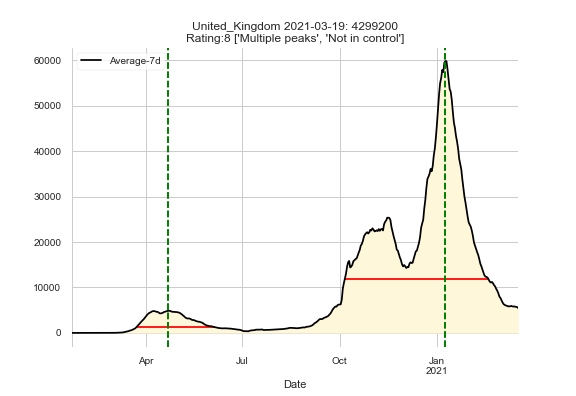 United_Kingdom 2021-03-19: 4299200
Rating:8 ['Multiple peaks', 'Not in control']
Average-7d
60000
50000
40000
30000
20000
10000
0
Apr Jul Oct Jan
2021
Date